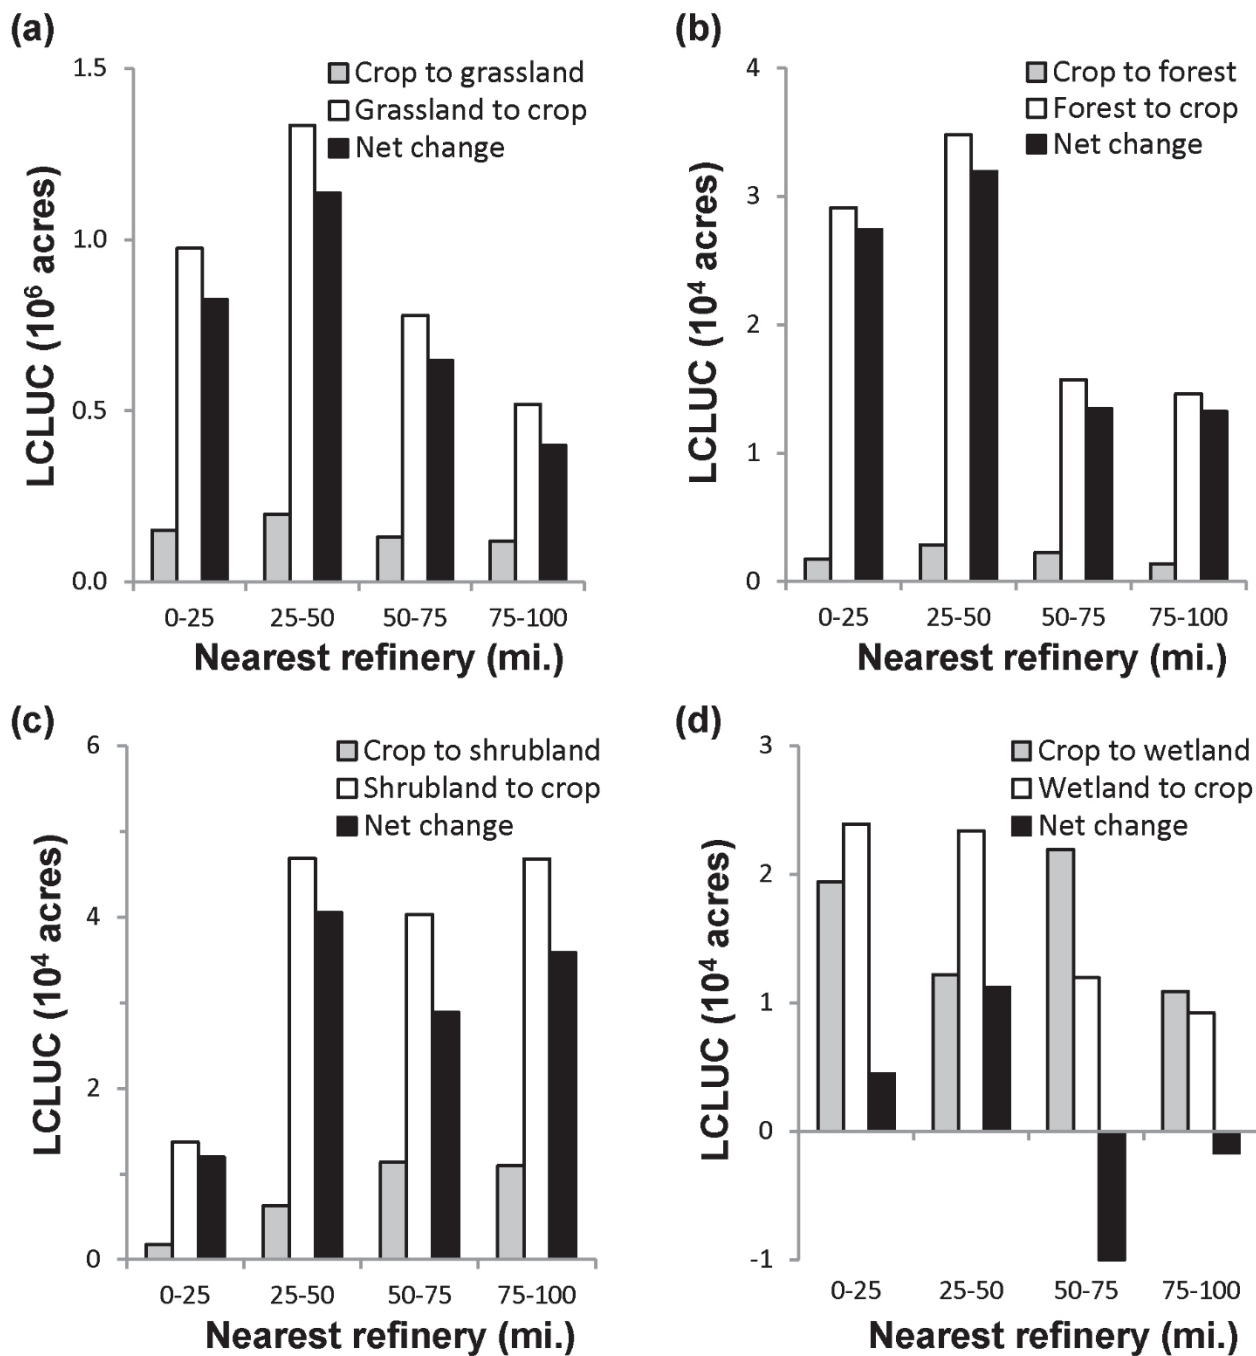 (a)
Crop to grassland
Grassland to crop
Net change
LCLUC (10⁶ acres)
1.5
1.0
0.5
0.0
0-25 25-50 50-75 75-100
Nearest refinery (mi.)
(b)
Crop to forest
Forest to crop
Net change
LCLUC (10⁴ acres)
4
3
2
1
0
0-25 25-50 50-75 75-100
Nearest refinery (mi.)
(c)
Crop to shrubland
Shrubland to crop
Net change
LCLUC (10⁴ acres)
6
4
2
0
0-25 25-50 50-75 75-100
Nearest refinery (mi.)
(d)
Crop to wetland
Wetland to crop
Net change
LCLUC (10⁴ acres)
3
2
1
0
-1
0-25 25-50 50-75 75-100
Nearest refinery (mi.)